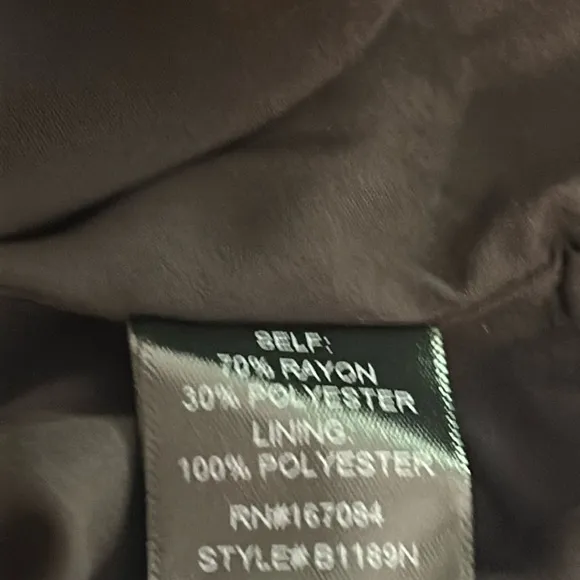 SELF:
70% RAYON
30% POLYESTER
LINING:
100% POLYESTER
RN#167084
STYLE# B1189N